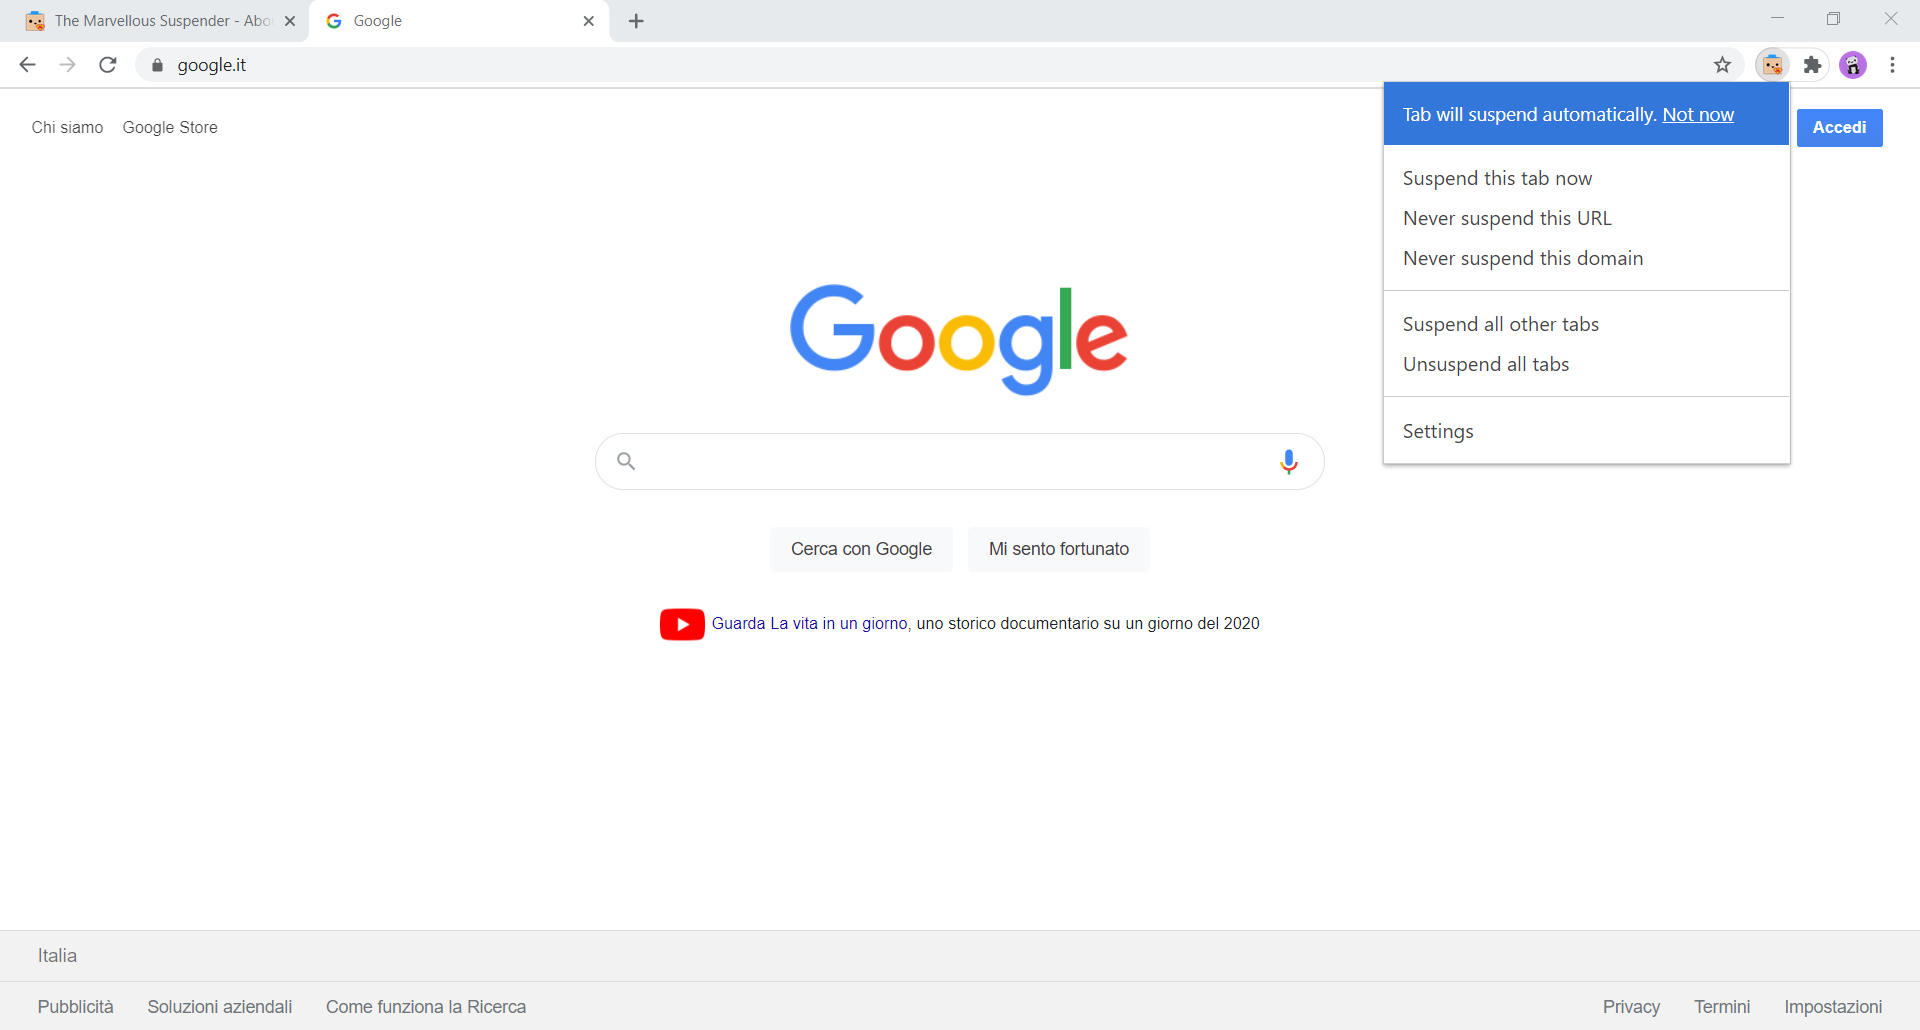 The Marvellous Suspender - Abo
Google
google.it
Tab will suspend automatically. Not now
Chi siamo Google Store
Accedi
Suspend this tab now
Never suspend this URL
Never suspend this domain
Suspend all other tabs
Unsuspend all tabs
Settings
Google
Cerca con Google
Mi sento fortunato
Guarda La vita in un giorno, uno storico documentario su un giorno del 2020
Italia
Pubblicità Soluzioni aziendali Come funziona la Ricerca
Privacy Termini Impostazioni